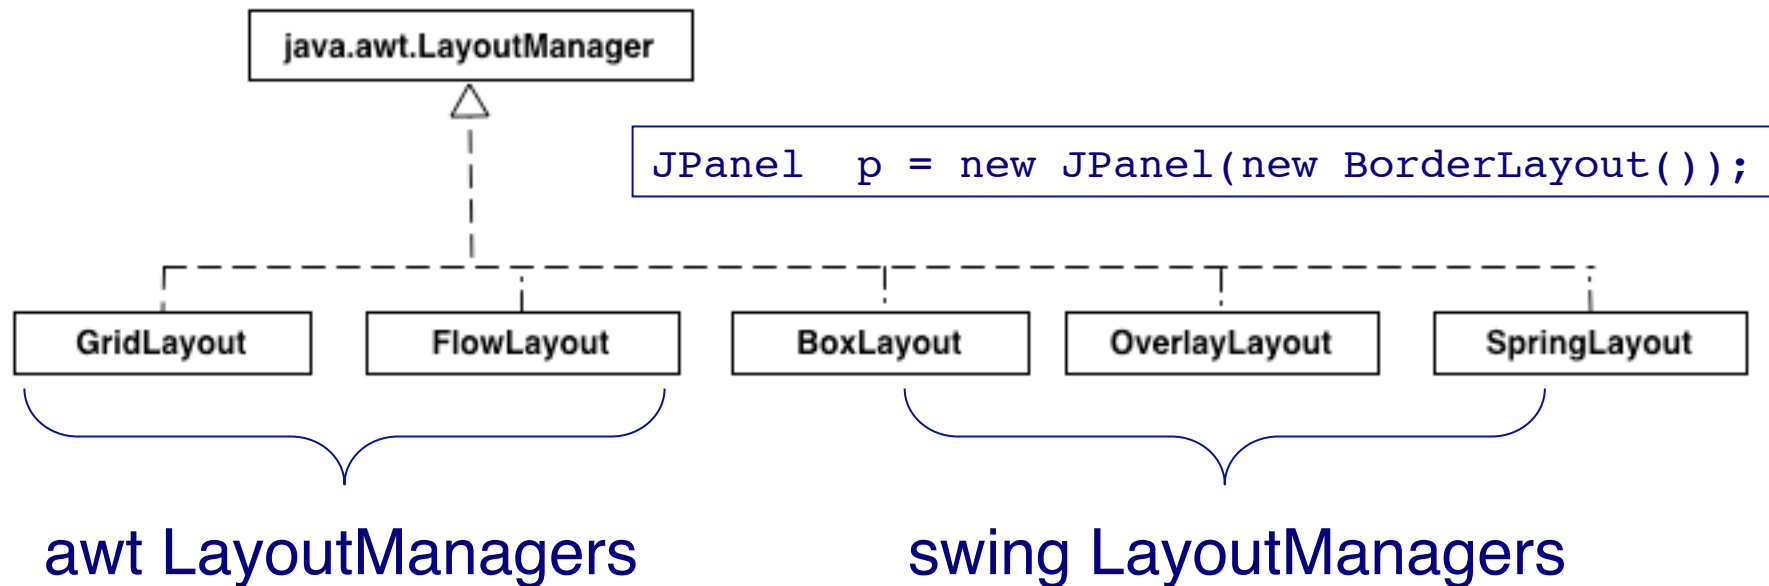 java.awt.LayoutManager
JPanel  p = new JPanel(new BorderLayout());
GridLayout
FlowLayout
BoxLayout
OverlayLayout
SpringLayout
awt LayoutManagers
swing LayoutManagers